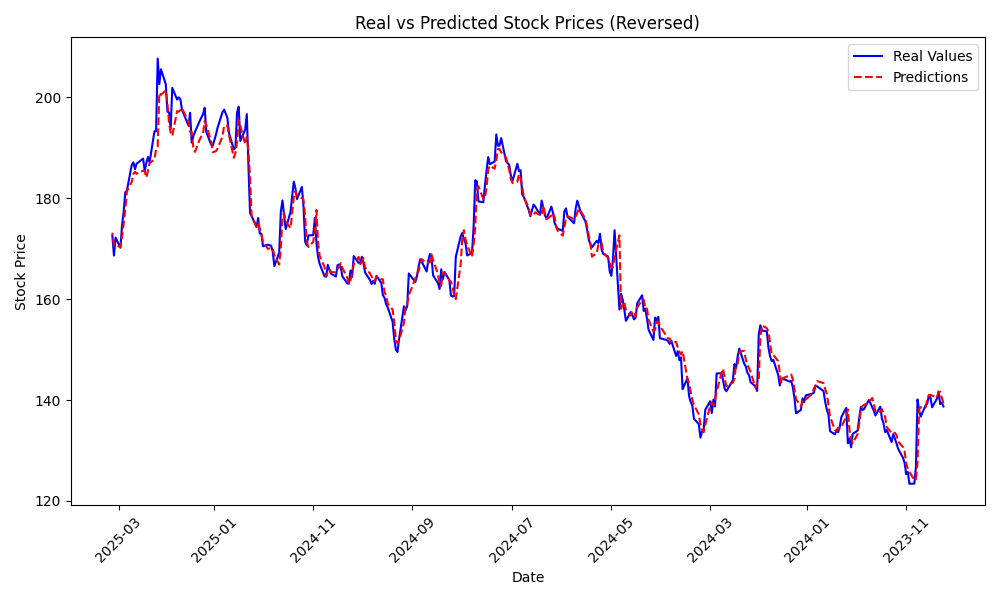 Real vs Predicted Stock Prices (Reversed)
Real Values
Predictions
Stock Price
200
180
160
140
120
2025-03
2025-01
2024-11
2024-09
2024-07
2024-05
2024-03
2024-01
2023-11
Date